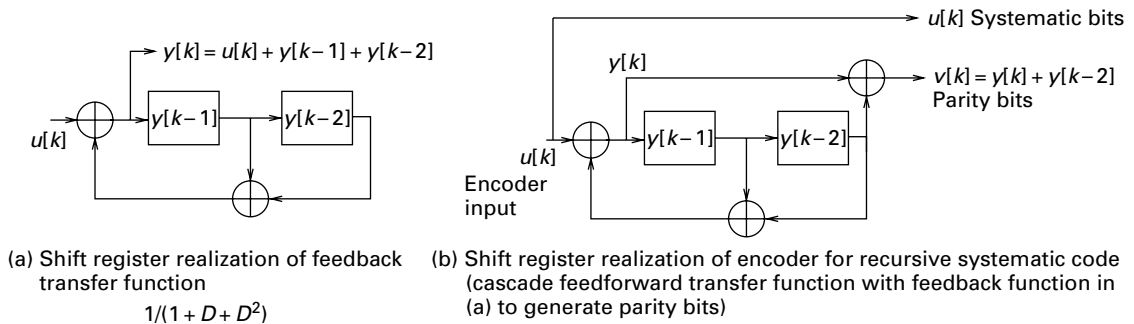 y[k] = u[k] + y[k−1] + y[k−2]
u[k]
y[k−1]
y[k−2]
(a) Shift register realization of feedback
transfer function
1/(1 + D + D²)
u[k] Systematic bits
y[k]
v[k] = y[k] + y[k−2]
Parity bits
u[k]
Encoder
input
y[k−1]
y[k−2]
(b) Shift register realization of encoder for recursive systematic code
(cascade feedforward transfer function with feedback function in
(a) to generate parity bits)